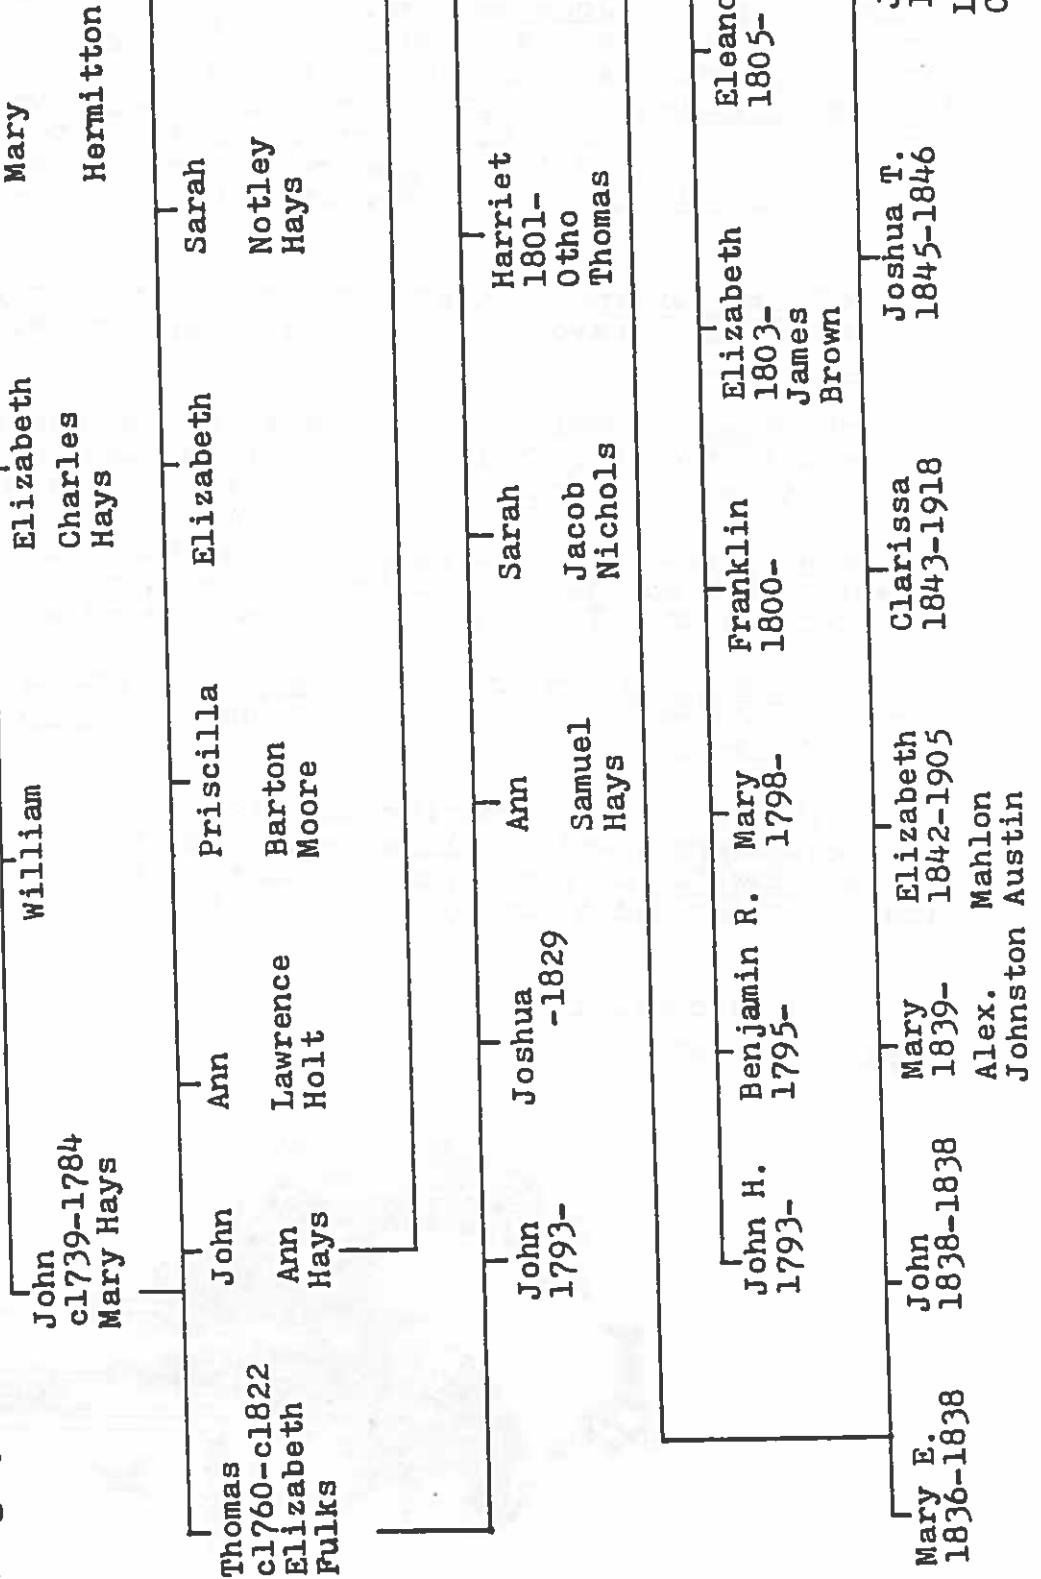 John
c1739-1784
Mary Hays
William
Elizabeth
Charles
Hays
Mary
Hermitton
Thomas
c1760-c1822
Elizabeth
Fulks
John
Ann
Hays
Ann
Lawrence
Holt
Priscilla
Barton
Moore
Elizabeth
Sarah
Notley
Hays
John
1793-
Joshua
-1829
Ann
Samuel
Hays
Sarah
Jacob
Nichols
Harriet
1801-
Otho
Thomas
John H.
1793-
Benjamin R.
1795-
Mary
1798-
Franklin
1800-
Elizabeth
1803-
James
Brown
Eleano
1805-
Mary E.
1836-1838
John
1838-1838
Mary
1839-
Alex.
Johnston
Elizabeth
1842-1905
Mahlon
Austin
Clarissa
1843-1918
Joshua T.
1845-1846